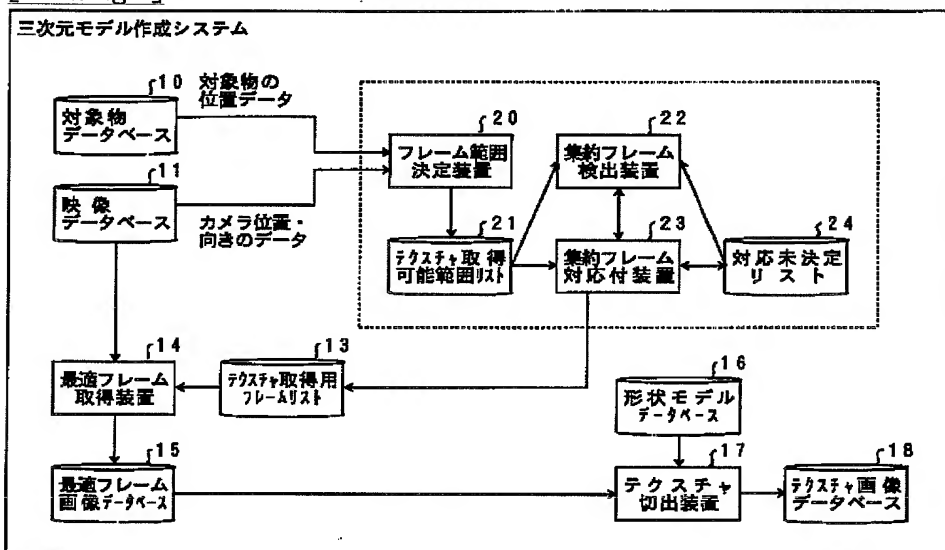 三次元モデル作成システム
10
対象物
データベース
対象物の
位置データ
11
映像
データベース
カメラ位置・
向きのデータ
20
フレーム範囲
決定装置
22
集約フレーム
検出装置
21
テクスチャ取得
可能範囲リスト
23
集約フレーム
対応付装置
24
対応未決定
リスト
14
最適フレーム
取得装置
13
テクスチャ取得用
フレームリスト
16
形状モデル
データベース
15
最適フレーム
画像データベース
17
テクスチャ
切出装置
18
テクスチャ画像
データベース